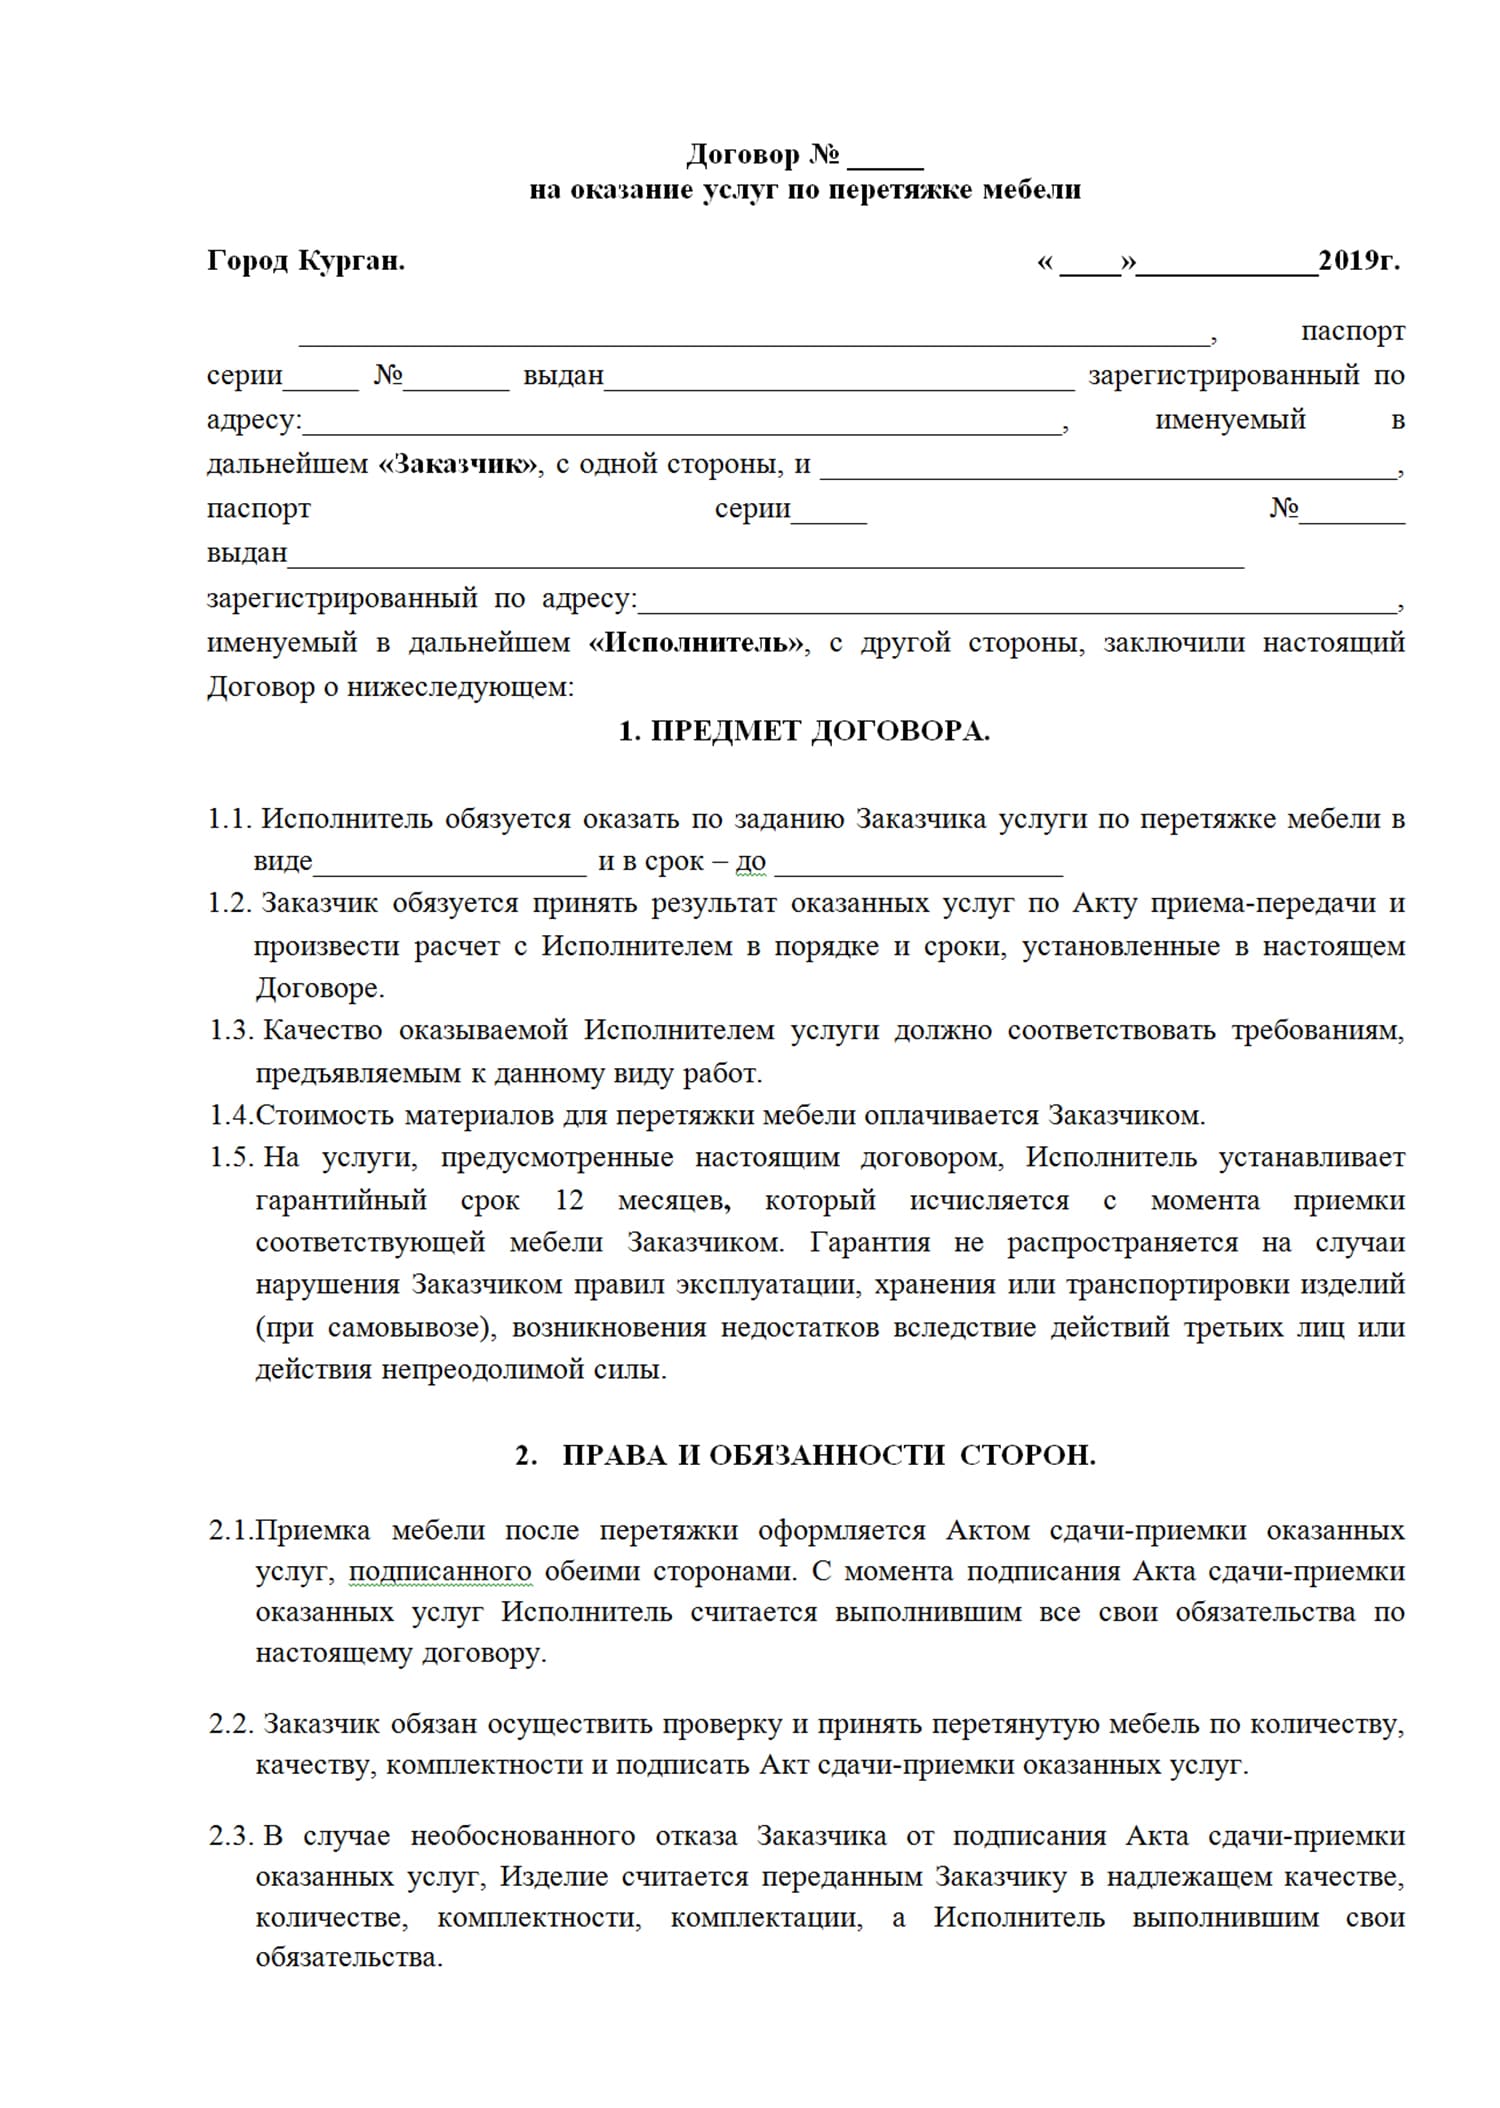 Договор № _____
на оказание услуг по перетяжке мебели
Город Курган. « ____»____________2019г.
____________________________________________________________, паспорт
серии_____ №_______ выдан_______________________________ зарегистрированный по
адресу:__________________________________________________, именуемый в
дальнейшем «Заказчик», с одной стороны, и ______________________________________,
паспорт серии_____ №_______
выдан_______________________________________________________________
зарегистрированный по адресу:__________________________________________________,
именуемый в дальнейшем «Исполнитель», с другой стороны, заключили настоящий
Договор о нижеследующем:
1. ПРЕДМЕТ ДОГОВОРА.
1.1. Исполнитель обязуется оказать по заданию Заказчика услуги по перетяжке мебели в
виде__________________ и в срок – до ___________________
1.2. Заказчик обязуется принять результат оказанных услуг по Акту приема-передачи и
произвести расчет с Исполнителем в порядке и сроки, установленные в настоящем
Договоре.
1.3. Качество оказываемой Исполнителем услуги должно соответствовать требованиям,
предъявляемым к данному виду работ.
1.4.Стоимость материалов для перетяжки мебели оплачивается Заказчиком.
1.5. На услуги, предусмотренные настоящим договором, Исполнитель устанавливает
гарантийный срок 12 месяцев, который исчисляется с момента приемки
соответствующей мебели Заказчиком. Гарантия не распространяется на случаи
нарушения Заказчиком правил эксплуатации, хранения или транспортировки изделий
(при самовывозе), возникновения недостатков вследствие действий третьих лиц или
действия непреодолимой силы.
2. ПРАВА И ОБЯЗАННОСТИ СТОРОН.
2.1.Приемка мебели после перетяжки оформляется Актом сдачи-приемки оказанных
услуг, подписанного обеими сторонами. С момента подписания Акта сдачи-приемки
оказанных услуг Исполнитель считается выполнившим все свои обязательства по
настоящему договору.
2.2. Заказчик обязан осуществить проверку и принять перетянутую мебель по количеству,
качеству, комплектности и подписать Акт сдачи-приемки оказанных услуг.
2.3. В случае необоснованного отказа Заказчика от подписания Акта сдачи-приемки
оказанных услуг, Изделие считается переданным Заказчику в надлежащем качестве,
количестве, комплектности, комплектации, а Исполнитель выполнившим свои
обязательства.